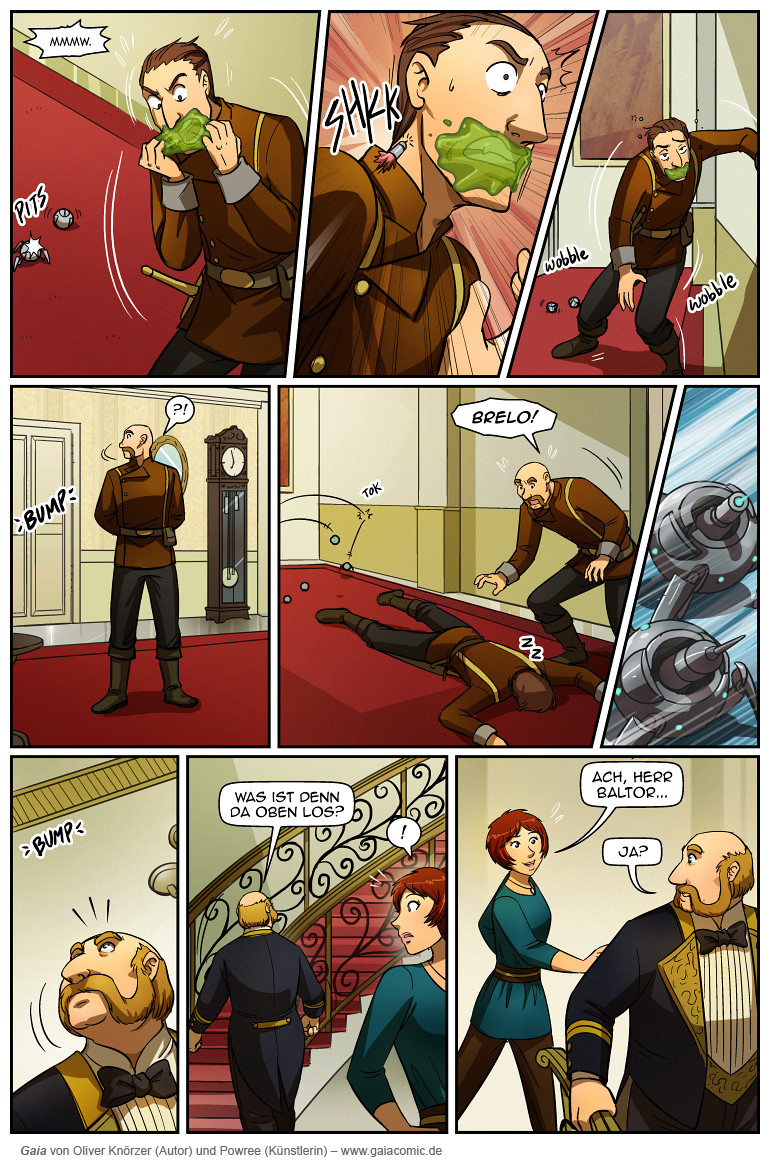 MMMW.
PITS
SHKK
wobble
wobble
?!
BUMP
TOK
BRELO!
Z
Z
BUMP
WAS IST DENN
DA OBEN LOS?
!
ACH, HERR
BALTOR...
JA?
Gaia von Oliver Knörzer (Autor) und Powree (Künstlerin) – www.gaiacomic.de